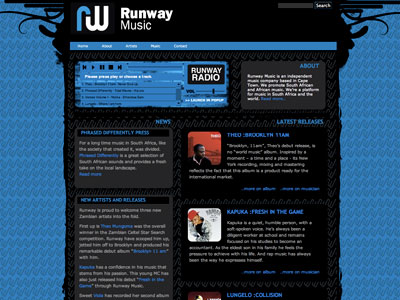 Search
rw Runway
Music
Home About Artists Music Contact
Please press play or choose a track
RUNWAY
RADIO
VOL
>> LAUNCH IN POPUP
ABOUT
Runway Music is an independent
music company based in Cape
Town. We promote South African
and African music. We're a platform
for music in South Africa and the
world. Read more..
NEWS
PHRASED DIFFERENTLY PRESS
For a long time music in South Africa, like
the society that created it, was divided.
Phrased Differently is a great selection of
South African sounds and provides a fresh
take on the local landscape.
Read more
NEW ARTISTS AND RELEASES
Runway is proud to welcome three new
Zambian artists into the fold.
First up is Theo Mungoma was the overall
winner in the Zambian Celtel Star Search
competition. Runway have scooped him up,
jetted him off to Brooklyn and produced his
remarkable debut album "Brooklyn 11 am"
with him.
Kapuka has a confidence in his music that
stems from his passion. This young MC has
also just released his debut "Fresh in the
Game" through Runway Music.
Sweet Vista has recorded her second album
LATEST RELEASES
THEO :BROOKLYN 11AM
"Brooklyn, 11am", Theo's debut release, is
no "world music" album. Inspired by a
moment – a time and a place - its New
York recording, mixing and mastering
reflects the fact that this album is a product ready for the
international market.
..more on album ..more on musician
KAPUKA :FRESH IN THE GAME
Kapuka is a quiet, humble person, with a
soft spoken voice. He's always been a
diligent worker at school and remains
focused on his studies to become an
accountant. As the eldest son in his family he feels the
pressure to achieve with his art. And rap music has always
been the way he expresses himself.
..more on album ..more on musician
LUNGELO :COLLISION